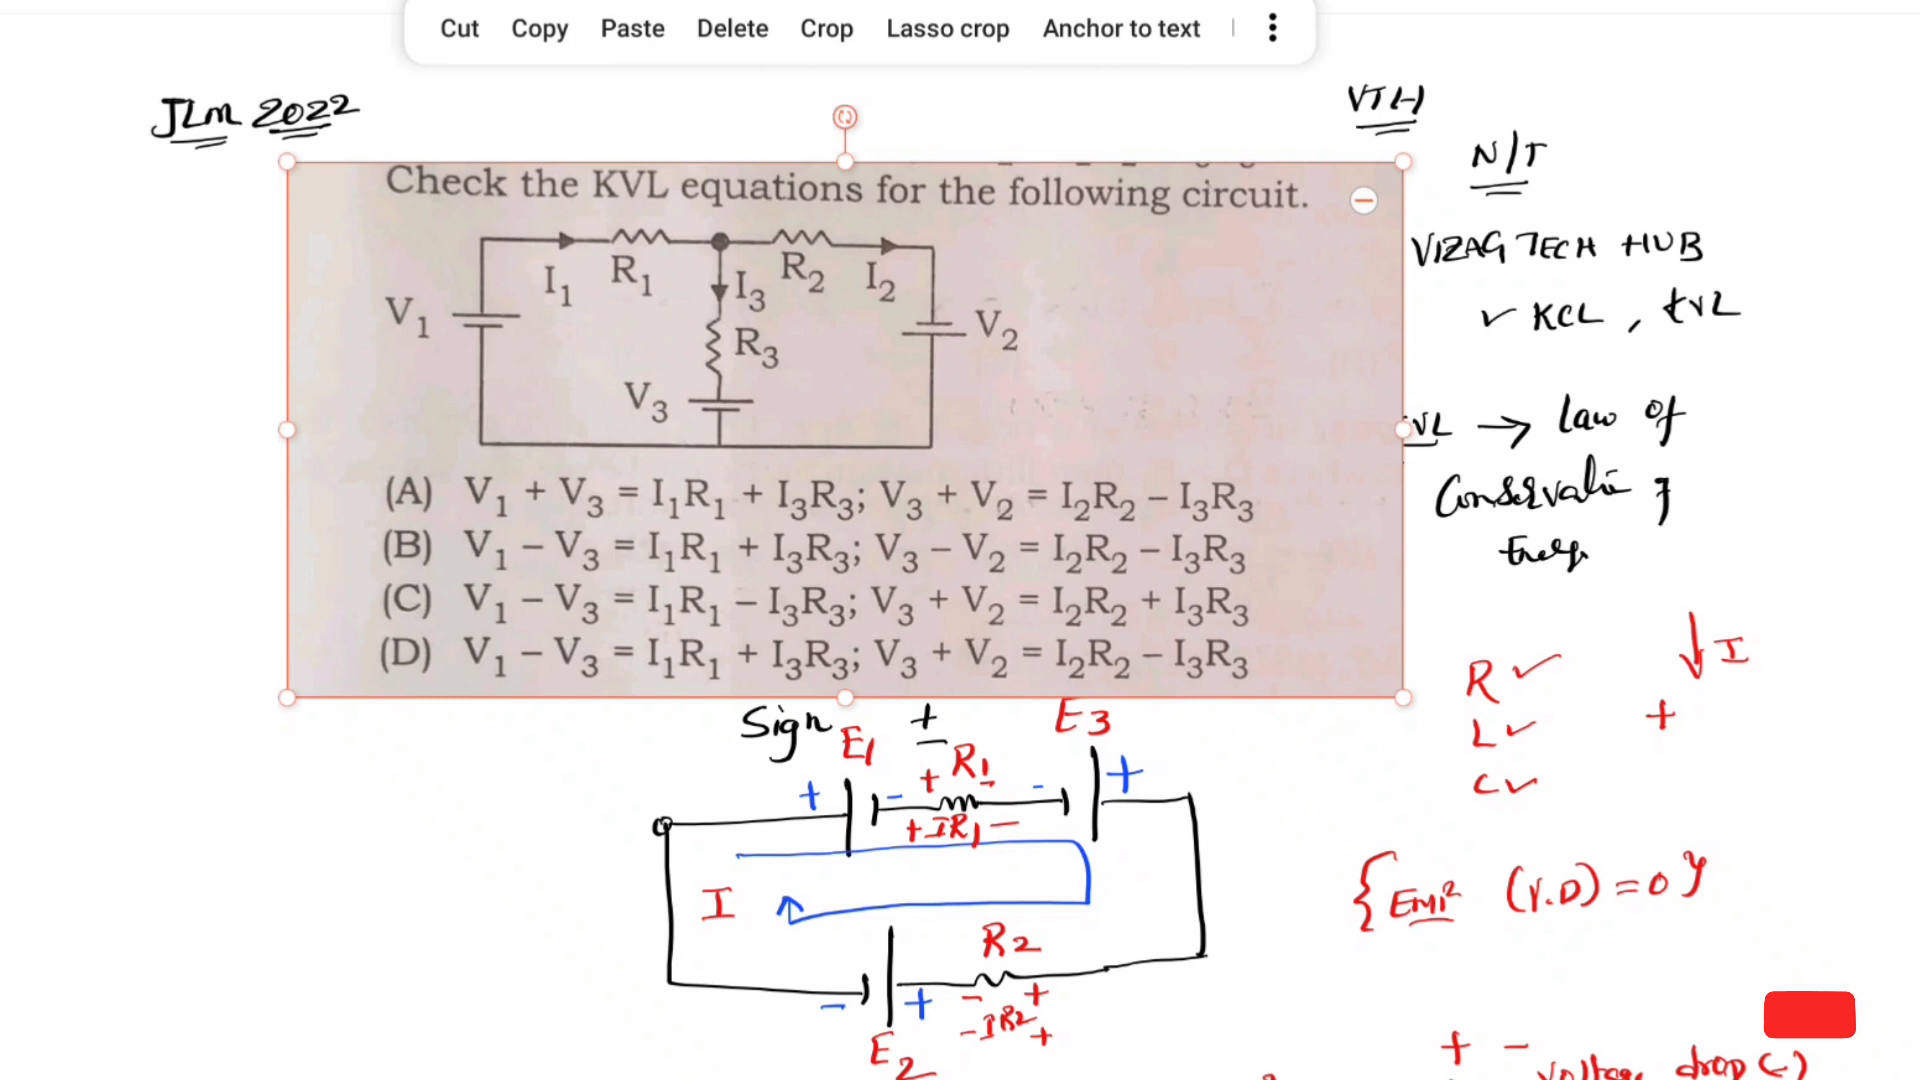 Cut Copy Paste Delete Crop Lasso crop Anchor to text
JLM 2022
VTH
N/T
Check the KVL equations for the following circuit.
I₁ R₁ I₃ R₂ I₂
V₁ R₃ V₂
V₃
(A) V₁ + V₃ = I₁R₁ + I₃R₃; V₃ + V₂ = I₂R₂ − I₃R₃
(B) V₁ − V₃ = I₁R₁ + I₃R₃; V₃ − V₂ = I₂R₂ − I₃R₃
(C) V₁ − V₃ = I₁R₁ − I₃R₃; V₃ + V₂ = I₂R₂ + I₃R₃
(D) V₁ − V₃ = I₁R₁ + I₃R₃; V₃ + V₂ = I₂R₂ − I₃R₃
VIZAG TECH HUB
✓ KCL, KVL
VL → law of
Conservation of
R ✓ ↓ I
L ✓ +
C ✓
Sign ±
E1 R1 E3
+ - + - - +
+IR1 −
I
R2
- + - +
-IR2 +
E2
{EMF (V.D) = 0}
+ −
voltage drop (-)